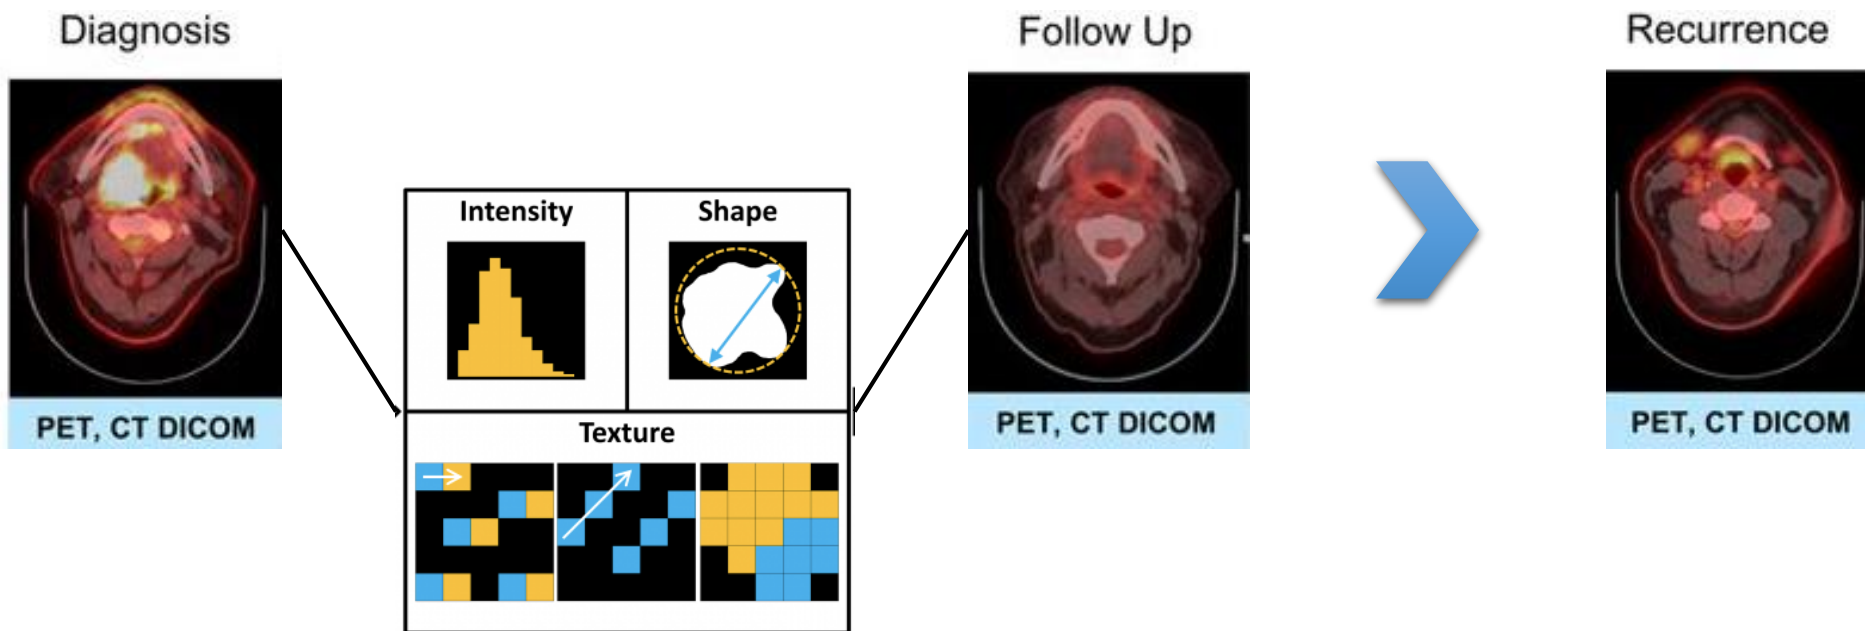 Diagnosis
Follow Up
Recurrence
Intensity
Shape
Texture
PET, CT DICOM
PET, CT DICOM
PET, CT DICOM